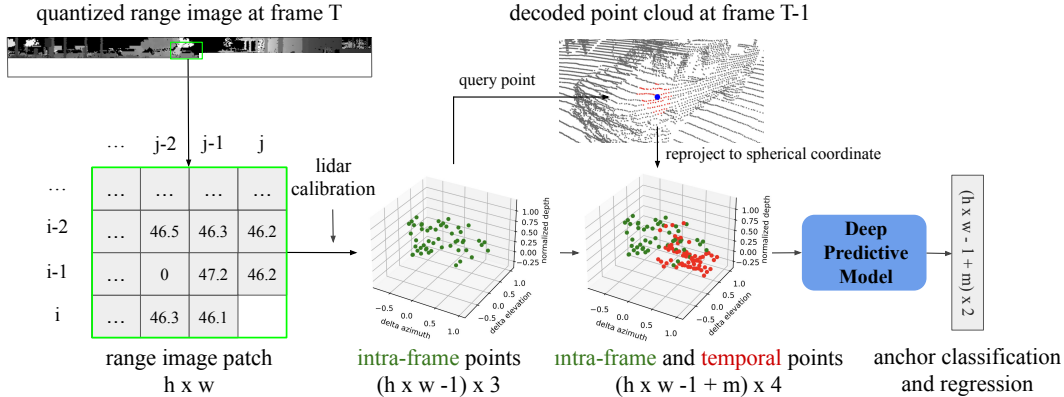 quantized range image at frame T
decoded point cloud at frame T-1
query point
... j-2 j-1 j
lidar
calibration
reproject to spherical coordinate
... ... ... ... ...
i-2 ... 46.5 46.3 46.2
i-1 ... 0 47.2 46.2
i ... 46.3 46.1
1.00
0.75
0.50
0.25
0.00
-0.25
normalized depth
−0.5 0.0 0.5 1.0
delta azimuth
−0.5
0.0
0.5
1.0
delta elevation
1.00
0.75
0.50
0.25
0.00
-0.25
normalized depth
−0.5 0.0 0.5 1.0
delta azimuth
−0.5
0.0
0.5
1.0
delta elevation
Deep
Predictive
Model
(h x w - 1 + m) x 2
range image patch
h x w
intra-frame points
(h x w -1) x 3
intra-frame and temporal points
(h x w -1 + m) x 4
anchor classification
and regression